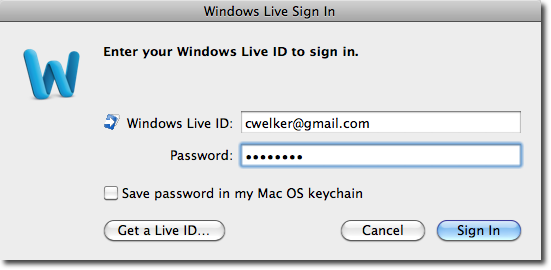 Windows Live Sign In
Enter your Windows Live ID to sign in.
Windows Live ID: cwelker@gmail.com
Password: ••••••••
Save password in my Mac OS keychain
Get a Live ID... Cancel Sign In